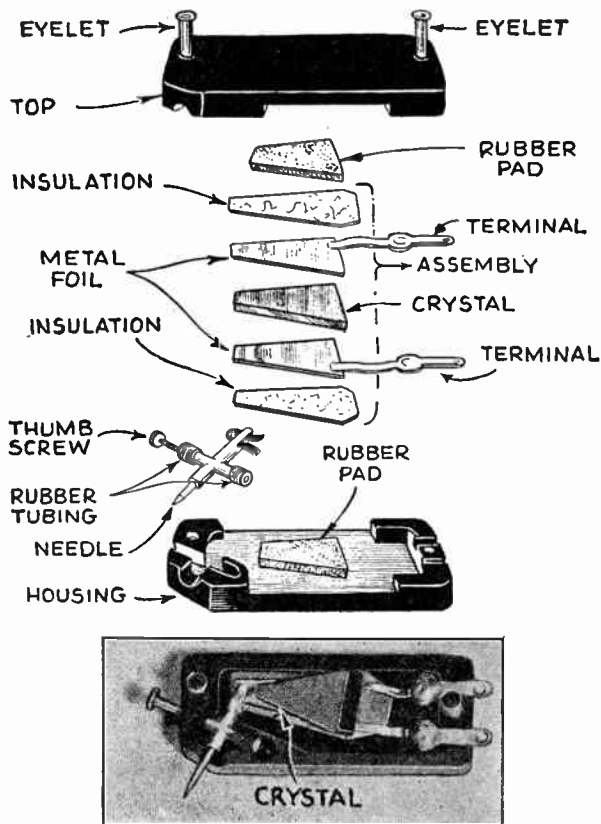 EYELET
EYELET
TOP
RUBBER
PAD
INSULATION
TERMINAL
METAL
FOIL
ASSEMBLY
CRYSTAL
INSULATION
TERMINAL
THUMB
SCREW
RUBBER
PAD
RUBBER
TUBING
NEEDLE
HOUSING
CRYSTAL